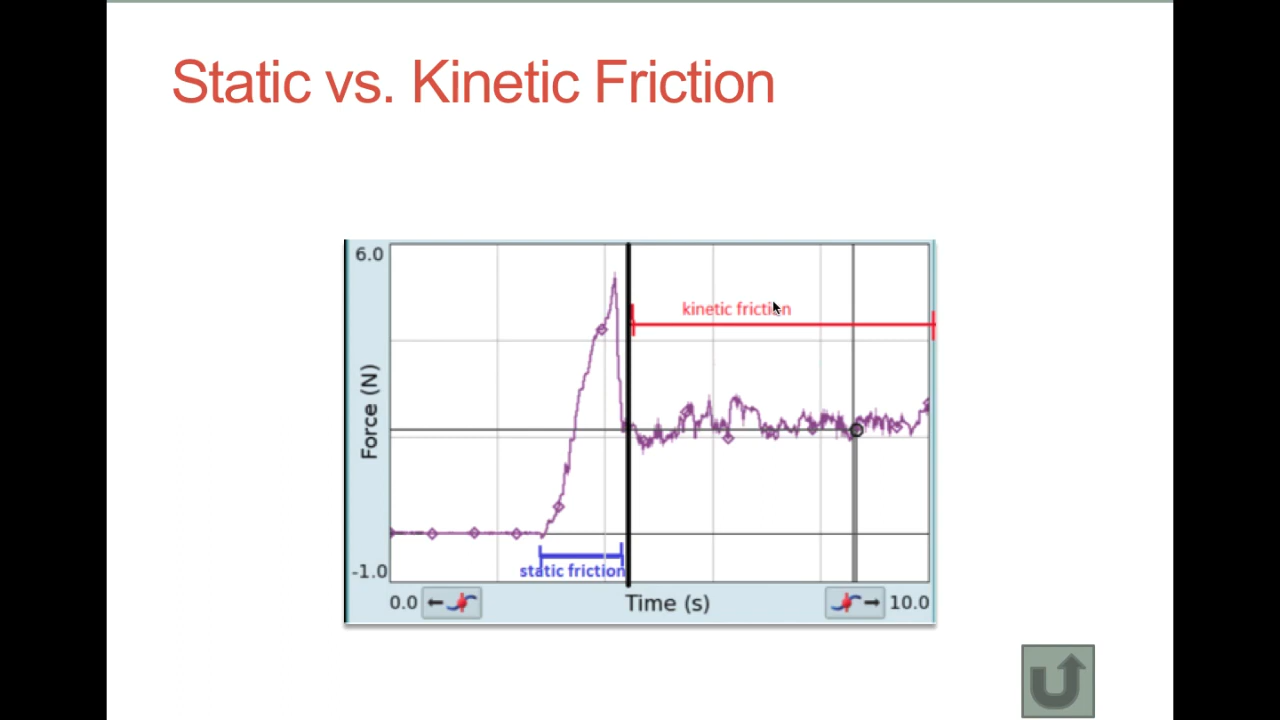 Static vs. Kinetic Friction
6.0
kinetic friction
Force (N)
static friction
-1.0
0.0
Time (s)
10.0